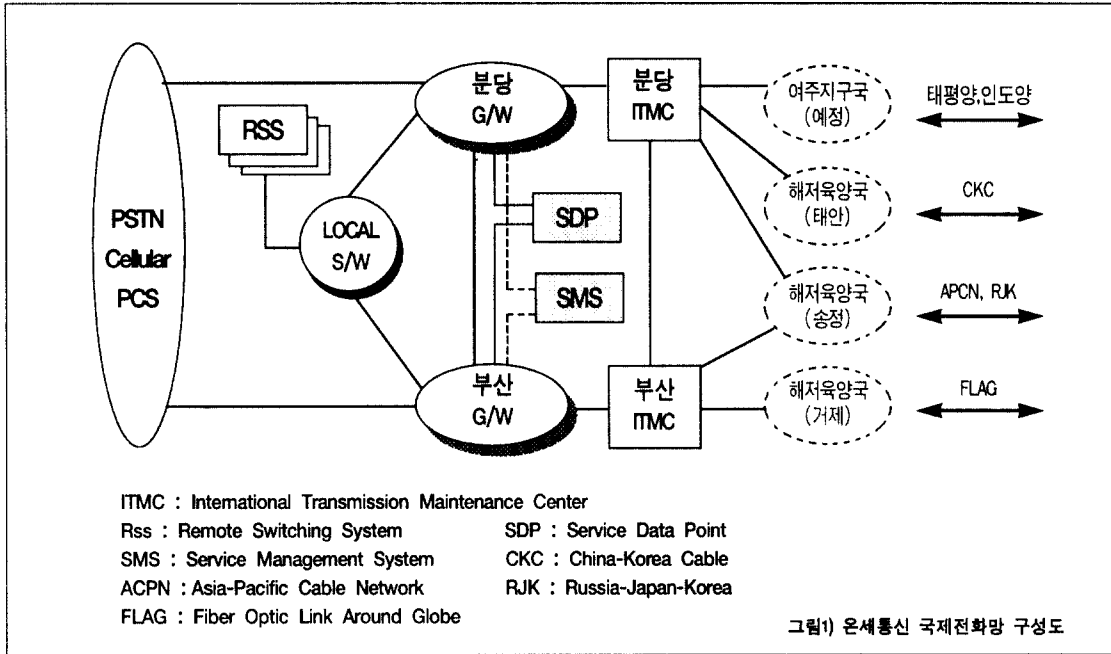 분당
G/W
분당
ITMC
여주지구국
(예정)
태평양,인도양
RSS
해저육양국
(태안)
CKC
PSTN
Cellular
PCS
LOCAL
S/W
SDP
SMS
해저육양국
(송정)
APCN, RJK
부산
G/W
부산
ITMC
해저육양국
(거제)
FLAG
ITMC : International Transmission Maintenance Center
Rss : Remote Switching System
SDP : Service Data Point
SMS : Service Management System
CKC : China-Korea Cable
ACPN : Asia-Pacific Cable Network
RJK : Russia-Japan-Korea
FLAG : Fiber Optic Link Around Globe
그림1) 온세통신 국제전화망 구성도